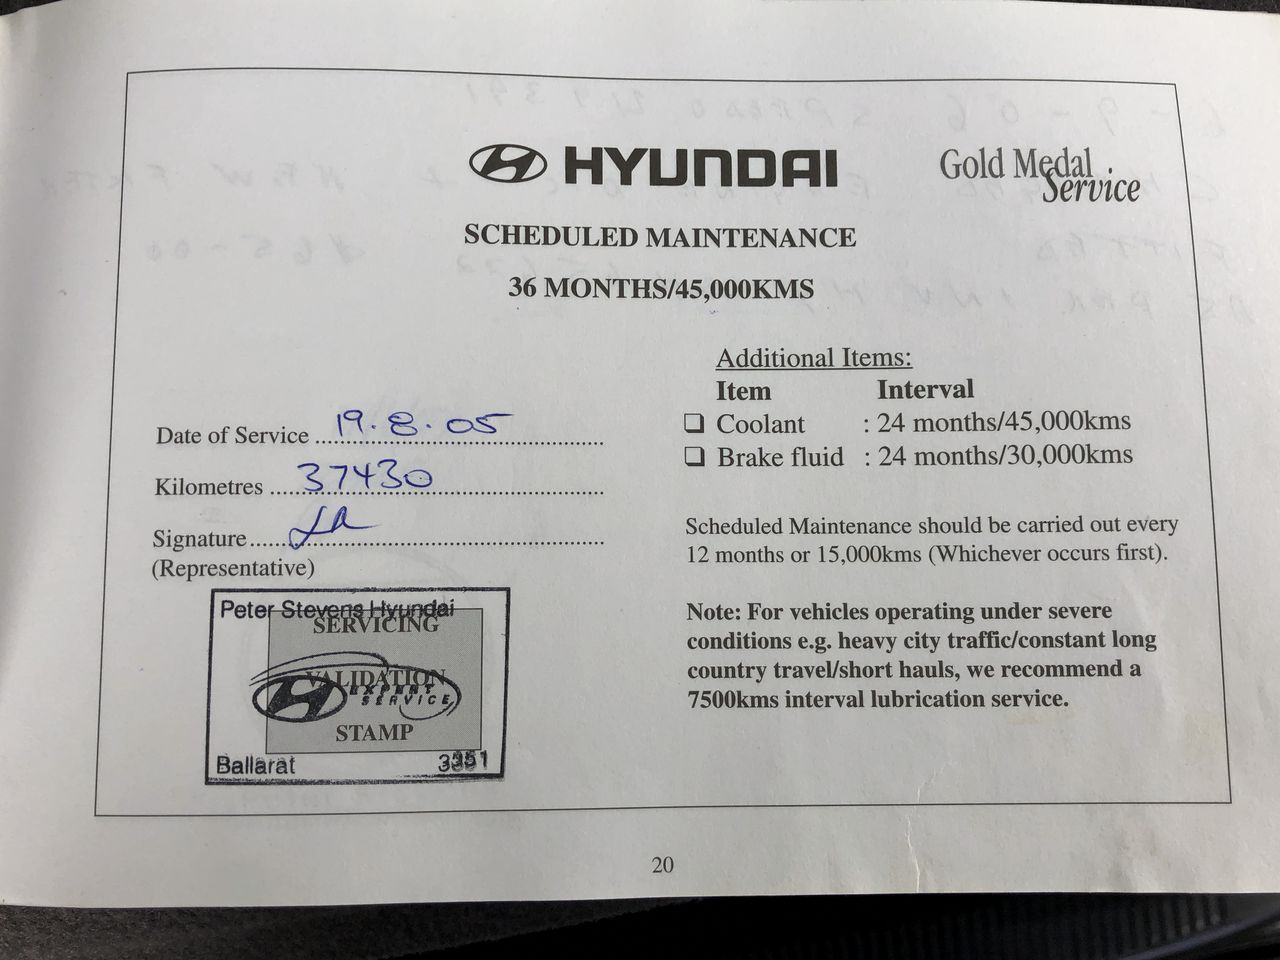 HYUNDAI
Gold Medal
Service
SCHEDULED MAINTENANCE
36 MONTHS/45,000KMS
Date of Service 19.8.05
Kilometres 37430
Signature
(Representative)
Peter Stevens Hyundai
SERVICING
VALIDATION
EXPERT
SERVICE
STAMP
Ballarat
Additional Items:
Item Interval
❑ Coolant : 24 months/45,000kms
❑ Brake fluid : 24 months/30,000kms
Scheduled Maintenance should be carried out every
12 months or 15,000kms (Whichever occurs first).
Note: For vehicles operating under severe
conditions e.g. heavy city traffic/constant long
country travel/short hauls, we recommend a
7500kms interval lubrication service.
20